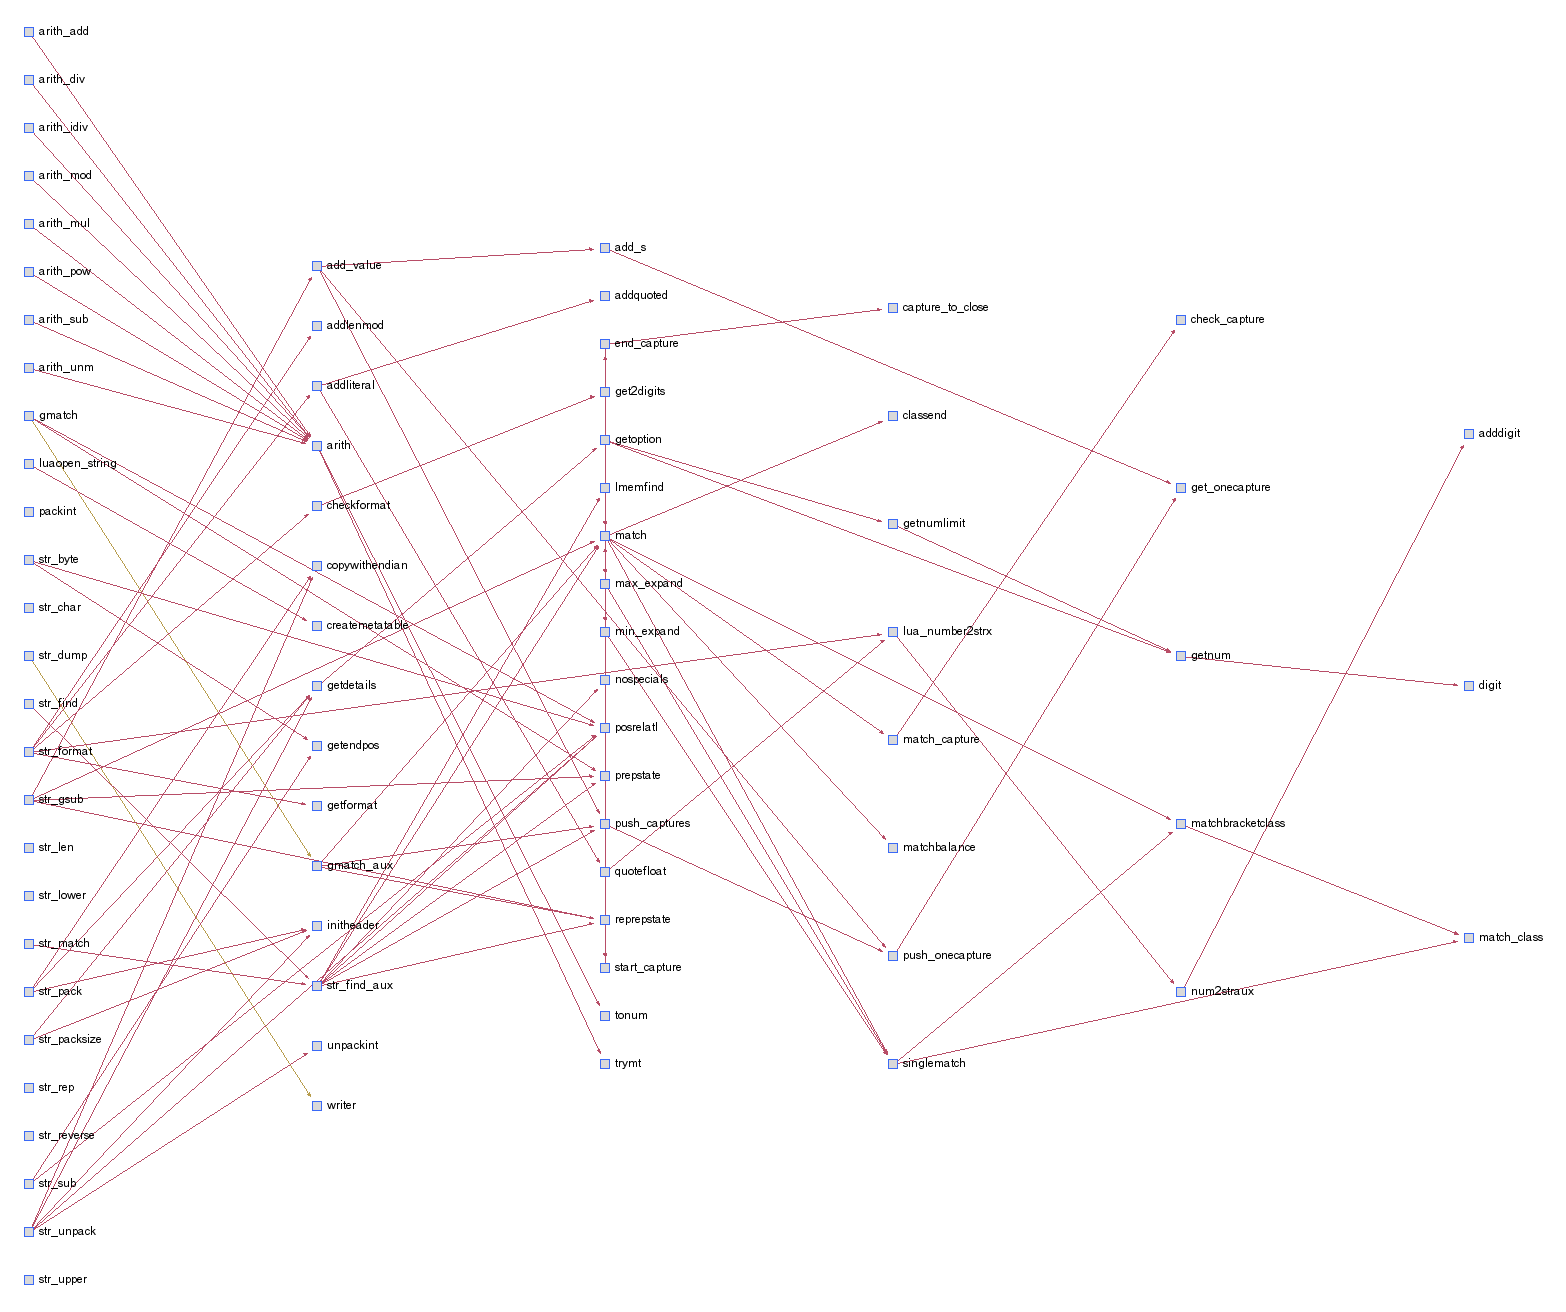 arith_add
arith_div
arith_idiv
arith_mod
arith_mul
arith_pow
arith_sub
arith_unm
gmatch
luaopen_string
packint
str_byte
str_char
str_dump
str_find
str_format
str_gsub
str_len
str_lower
str_match
str_pack
str_packsize
str_rep
str_reverse
str_sub
str_unpack
str_upper
add_value
addlenmod
addliteral
arith
checkformat
copywithendian
createmetatable
getdetails
getendpos
getformat
gmatch_aux
initheader
str_find_aux
unpackint
writer
add_s
addquoted
end_capture
get2digits
getoption
lmemfind
match
max_expand
min_expand
nospecials
posrelatI
prepstate
push_captures
quotefloat
reprepstate
start_capture
tonum
trymt
capture_to_close
classend
getnumlimit
lua_number2strx
match_capture
matchbalance
push_onecapture
singlematch
check_capture
get_onecapture
getnum
matchbracketclass
num2straux
adddigit
digit
match_class